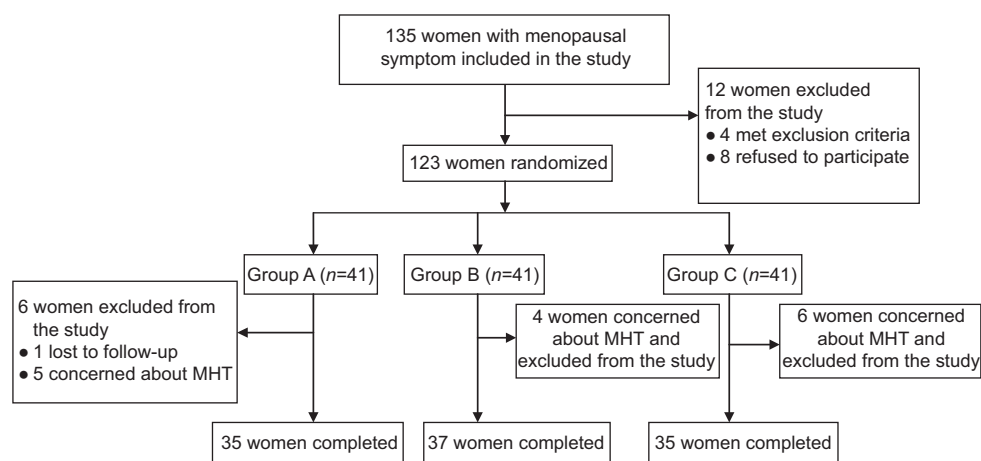 135 women with menopausal
symptom included in the study
12 women excluded
from the study
● 4 met exclusion criteria
● 8 refused to participate
123 women randomized
Group A (n=41)
Group B (n=41)
Group C (n=41)
6 women excluded from
the study
● 1 lost to follow-up
● 5 concerned about MHT
4 women concerned
about MHT and
excluded from the study
6 women concerned
about MHT and
excluded from the study
35 women completed
37 women completed
35 women completed